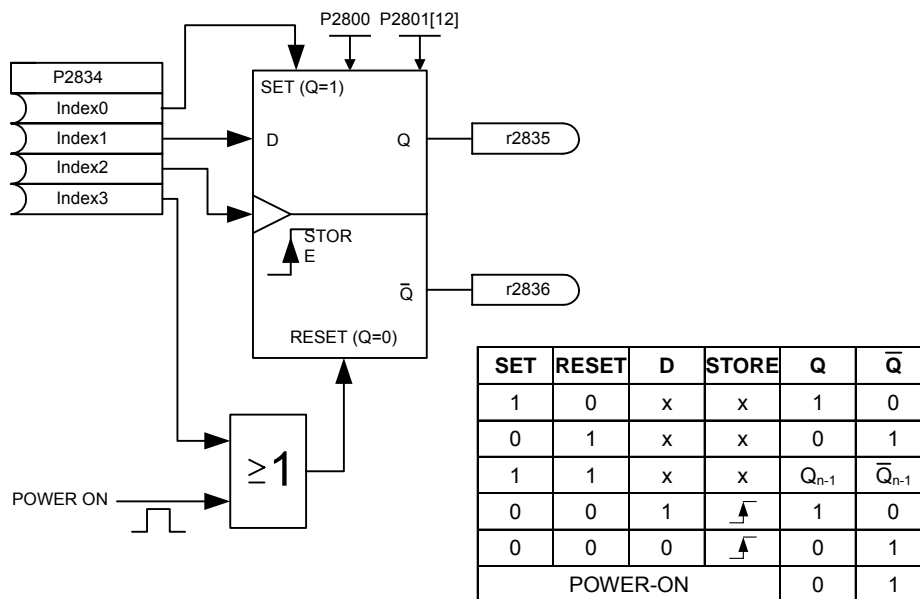 P2800 P2801[12]
P2834
Index0
Index1
Index2
Index3
SET (Q=1)
D
Q
STOR
E
Q̅
RESET (Q=0)
r2835
r2836
≥1
POWER ON
SET RESET D STORE Q Q̅
1 0 x x 1 0
0 1 x x 0 1
1 1 x x Qn-1 Q̅n-1
0 0 1 1 0
0 0 0 0 1
POWER-ON 0 1